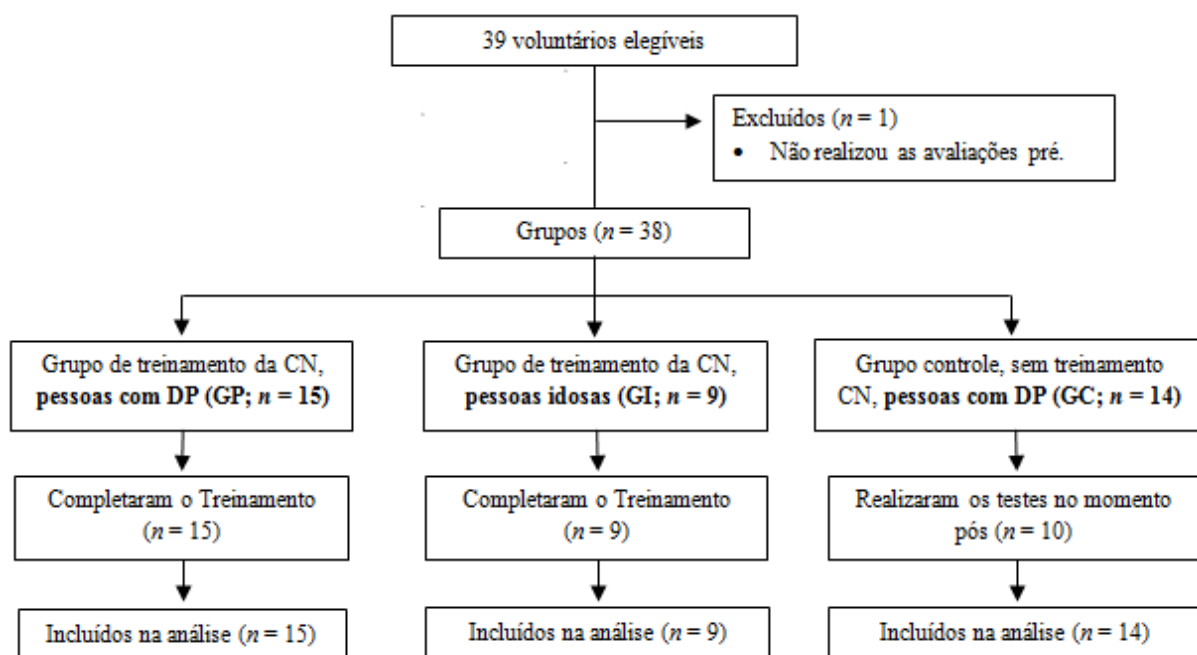 39 voluntários elegíveis
Excluídos (n = 1)
• Não realizou as avaliações pré.
Grupos (n = 38)
Grupo de treinamento da CN,
pessoas com DP (GP; n = 15)
Grupo de treinamento da CN,
pessoas idosas (GI; n = 9)
Grupo controle, sem treinamento
CN, pessoas com DP (GC; n = 14)
Completaram o Treinamento
(n = 15)
Completaram o Treinamento
(n = 9)
Realizaram os testes no momento
pós (n = 10)
Incluídos na análise (n = 15)
Incluídos na análise (n = 9)
Incluídos na análise (n = 14)